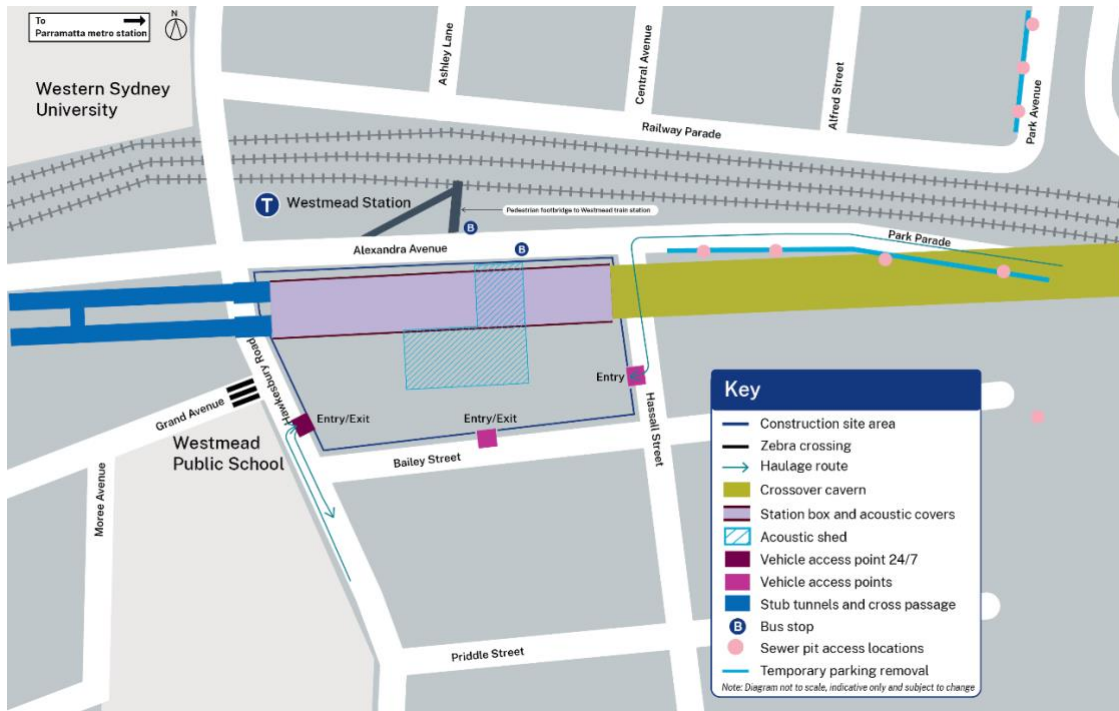 To
Parramatta metro station
N
Western Sydney
University
Ashley Lane
Central Avenue
Alfred Street
Park Avenue
Railway Parade
T
Westmead Station
Pedestrian footbridge to Westmead train station
B
B
Alexandra Avenue
Park Parade
Hawkesbury Road
Entry
Hassall Street
Grand Avenue
Entry/Exit
Entry/Exit
Westmead
Public School
Bailey Street
Moree Avenue
Priddle Street
Key
Construction site area
Zebra crossing
Haulage route
Crossover cavern
Station box and acoustic covers
Acoustic shed
Vehicle access point 24/7
Vehicle access points
Stub tunnels and cross passage
B Bus stop
Sewer pit access locations
Temporary parking removal
Note: Diagram not to scale, indicative only and subject to change